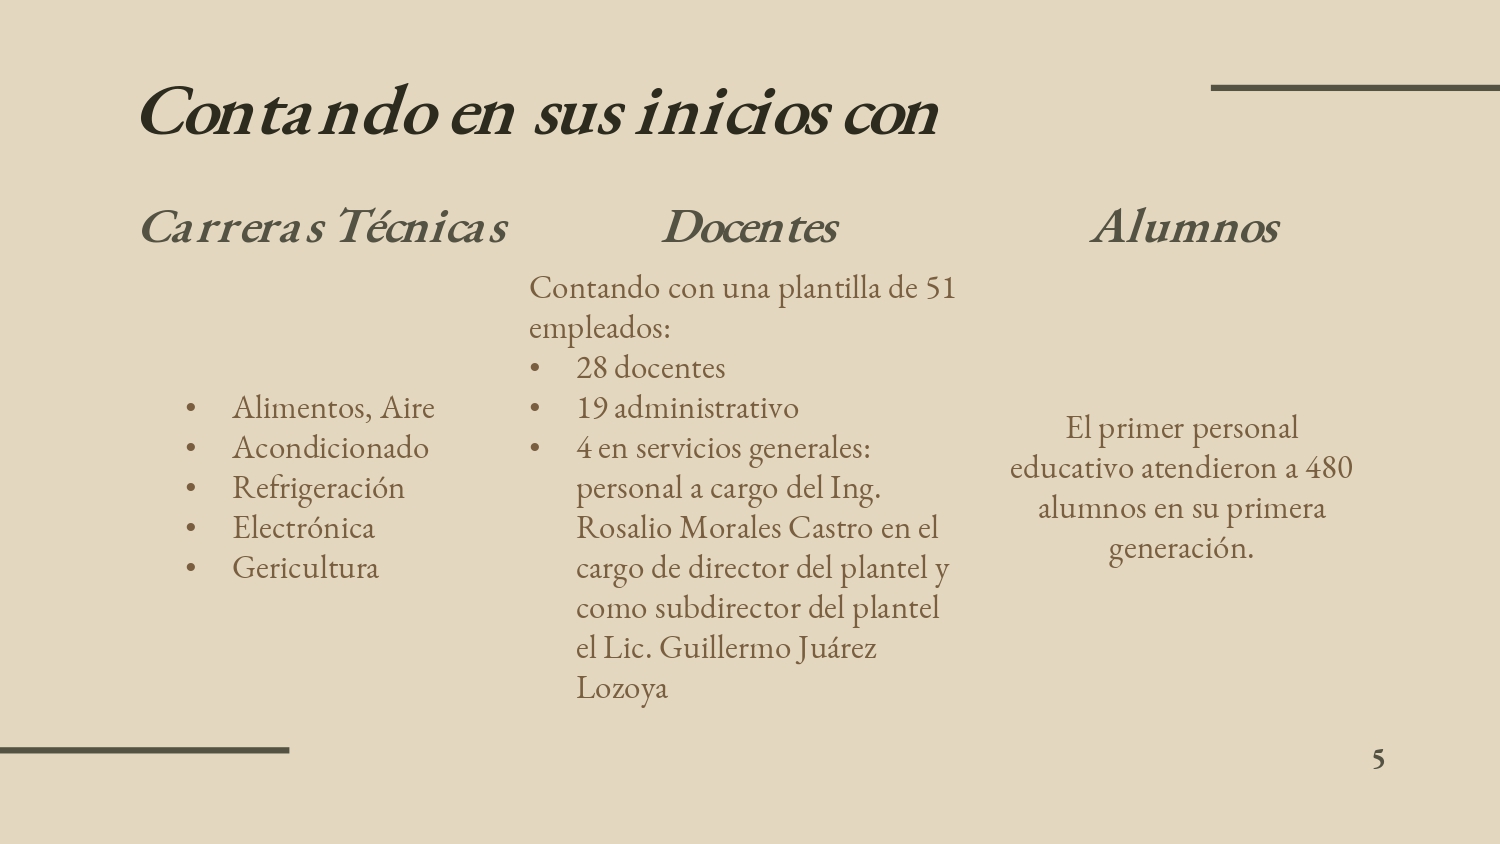 Contando en sus inicios con
Carreras Técnicas
• Alimentos, Aire
• Acondicionado
• Refrigeración
• Electrónica
• Gericultura
Docentes
Contando con una plantilla de 51
empleados:
• 28 docentes
• 19 administrativo
• 4 en servicios generales:
personal a cargo del Ing.
Rosalio Morales Castro en el
cargo de director del plantel y
como subdirector del plantel
el Lic. Guillermo Juárez
Lozoya
Alumnos
El primer personal
educativo atendieron a 480
alumnos en su primera
generación.
5